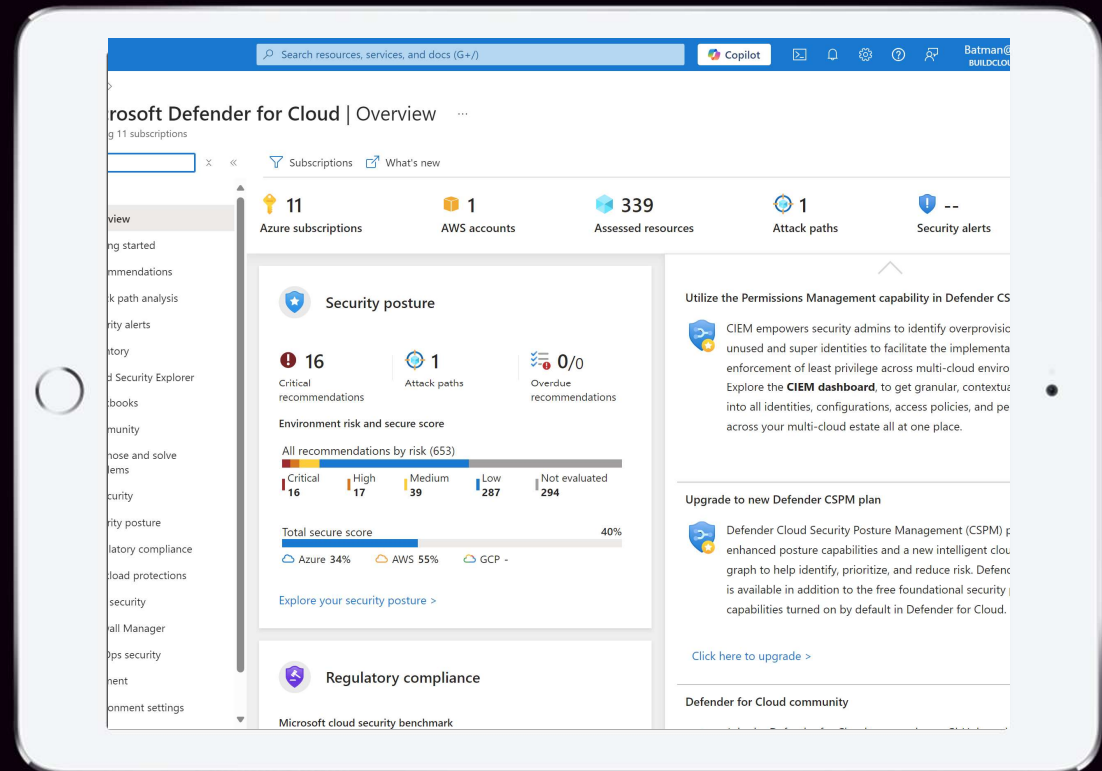 Search resources, services, and docs (G+/)
Copilot
Batman@
BUILDCLOU
rosoft Defender for Cloud | Overview ...
g 11 subscriptions
Subscriptions
What's new
view
ng started
mmendations
k path analysis
rity alerts
tory
d Security Explorer
books
munity
nose and solve
lems
curity
rity posture
latory compliance
load protections
security
all Manager
Ops security
ment
onment settings
11
Azure subscriptions
1
AWS accounts
339
Assessed resources
1
Attack paths
--
Security alerts
Security posture
16
Critical
recommendations
1
Attack paths
0/0
Overdue
recommendations
Environment risk and secure score
All recommendations by risk (653)
Critical
16
High
17
Medium
39
Low
287
Not evaluated
294
Total secure score
40%
Azure 34%
AWS 55%
GCP -
Explore your security posture >
Regulatory compliance
Microsoft cloud security benchmark
Utilize the Permissions Management capability in Defender CS
CIEM empowers security admins to identify overprovisic
unused and super identities to facilitate the implementa
enforcement of least privilege across multi-cloud enviro
Explore the CIEM dashboard, to get granular, contextua
into all identities, configurations, access policies, and pe
across your multi-cloud estate all at one place.
Upgrade to new Defender CSPM plan
Defender Cloud Security Posture Management (CSPM) p
enhanced posture capabilities and a new intelligent clou
graph to help identify, prioritize, and reduce risk. Defend
is available in addition to the free foundational security
capabilities turned on by default in Defender for Cloud.
Click here to upgrade >
Defender for Cloud community